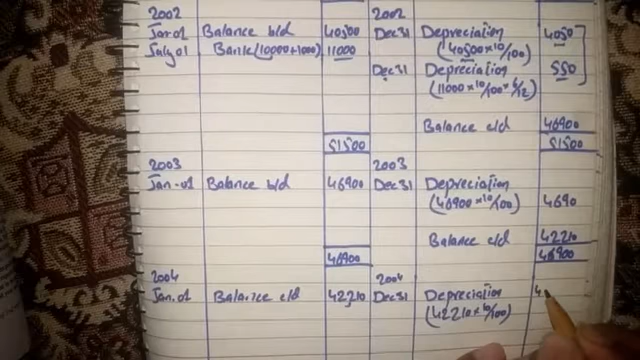 2002 2002
Jan 01 Balance b/d 40500 Dec 31 Depreciation 4050
July 01 Bank (10000+1000) 11000 (40500×10/100)
Dec 31 Depreciation 550
(11000×10/100×6/12)
Balance c/d 46900
51500 51500
2003 2003
Jan-01 Balance b/d 46900 Dec 31 Depreciation
(46900×10/100) 4690
Balance c/d 42210
46900 46900
2004 2004
Jan.01 Balance c/d 42210 Dec 31 Depreciation 4
(42210×10/100)